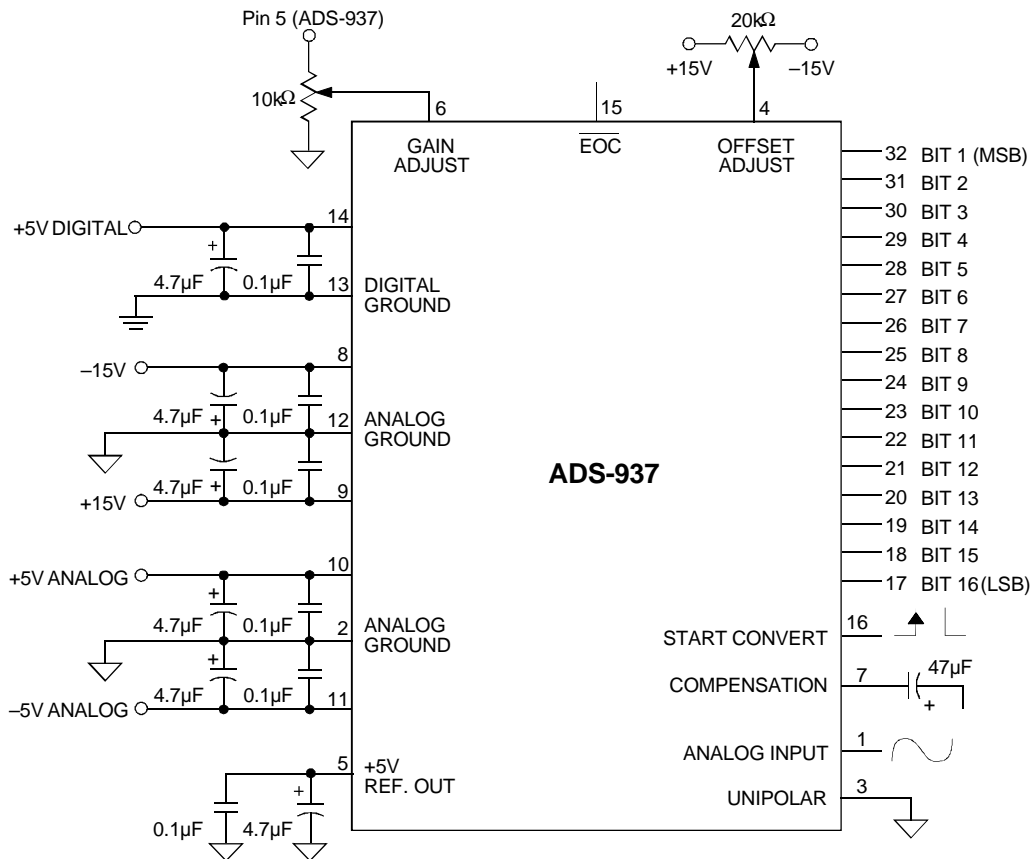 Pin 5 (ADS-937)
20kΩ
+15V
–15V
10kΩ
6
15
4
GAIN
ADJUST
EOC
OFFSET
ADJUST
14
+5V DIGITAL
+
4.7µF
0.1µF
13
DIGITAL
GROUND
8
–15V
4.7µF
+
0.1µF
12
ANALOG
GROUND
4.7µF
+
0.1µF
9
+15V
10
+5V ANALOG
+
4.7µF
0.1µF
2
ANALOG
GROUND
+
4.7µF
0.1µF
11
–5V ANALOG
5
+5V
REF. OUT
+
0.1µF
4.7µF
ADS-937
32 BIT 1 (MSB)
31 BIT 2
30 BIT 3
29 BIT 4
28 BIT 5
27 BIT 6
26 BIT 7
25 BIT 8
24 BIT 9
23 BIT 10
22 BIT 11
21 BIT 12
20 BIT 13
19 BIT 14
18 BIT 15
17 BIT 16 (LSB)
START CONVERT
16
COMPENSATION
7
47µF
+
ANALOG INPUT
1
UNIPOLAR
3